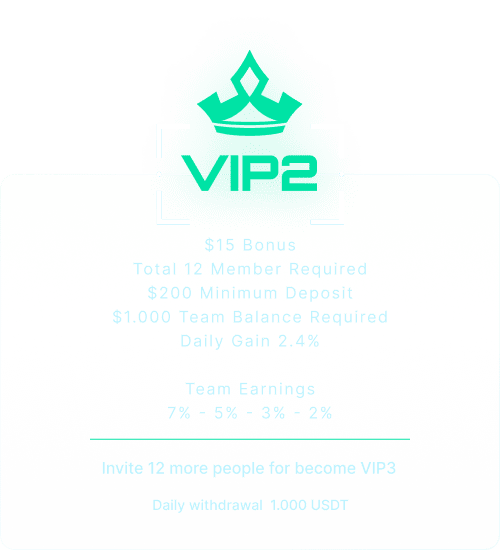 VIP2
$15 Bonus
Total 12 Member Required
$200 Minimum Deposit
$1.000 Team Balance Required
Daily Gain 2.4%
Team Earnings
7% - 5% - 3% - 2%
Invite 12 more people for become VIP3
Daily withdrawal 1.000 USDT